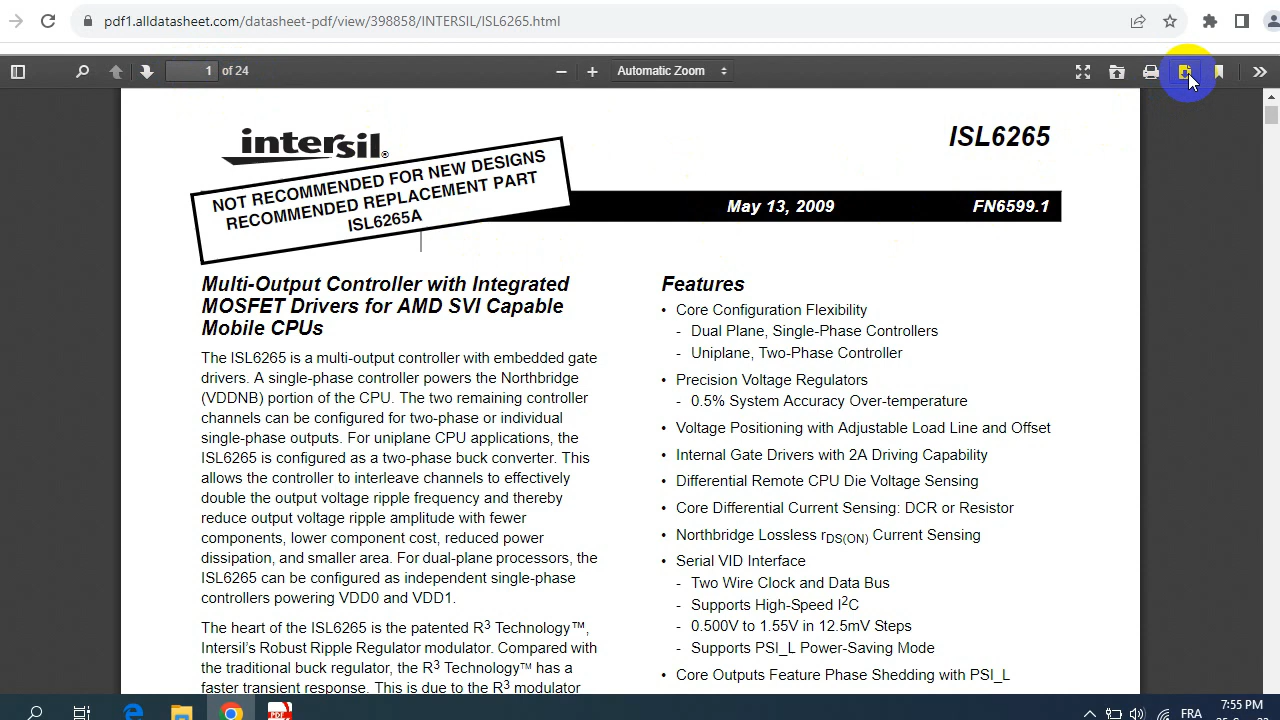 pdf1.alldatasheet.com/datasheet-pdf/view/398858/INTERSIL/ISL6265.html
1 of 24
Automatic Zoom
intersil®
ISL6265
NOT RECOMMENDED FOR NEW DESIGNS
RECOMMENDED REPLACEMENT PART
ISL6265A
May 13, 2009
FN6599.1
Multi-Output Controller with Integrated
MOSFET Drivers for AMD SVI Capable
Mobile CPUs
The ISL6265 is a multi-output controller with embedded gate
drivers. A single-phase controller powers the Northbridge
(VDDNB) portion of the CPU. The two remaining controller
channels can be configured for two-phase or individual
single-phase outputs. For uniplane CPU applications, the
ISL6265 is configured as a two-phase buck converter. This
allows the controller to interleave channels to effectively
double the output voltage ripple frequency and thereby
reduce output voltage ripple amplitude with fewer
components, lower component cost, reduced power
dissipation, and smaller area. For dual-plane processors, the
ISL6265 can be configured as independent single-phase
controllers powering VDD0 and VDD1.
The heart of the ISL6265 is the patented R3 Technology™,
Intersil's Robust Ripple Regulator modulator. Compared with
the traditional buck regulator, the R3 Technology™ has a
faster transient response. This is due to the R3 modulator
Features
• Core Configuration Flexibility
- Dual Plane, Single-Phase Controllers
- Uniplane, Two-Phase Controller
• Precision Voltage Regulators
- 0.5% System Accuracy Over-temperature
• Voltage Positioning with Adjustable Load Line and Offset
• Internal Gate Drivers with 2A Driving Capability
• Differential Remote CPU Die Voltage Sensing
• Core Differential Current Sensing: DCR or Resistor
• Northbridge Lossless rDS(ON) Current Sensing
• Serial VID Interface
- Two Wire Clock and Data Bus
- Supports High-Speed I2C
- 0.500V to 1.55V in 12.5mV Steps
- Supports PSI_L Power-Saving Mode
• Core Outputs Feature Phase Shedding with PSI_L
PDF
FRA
7:55 PM